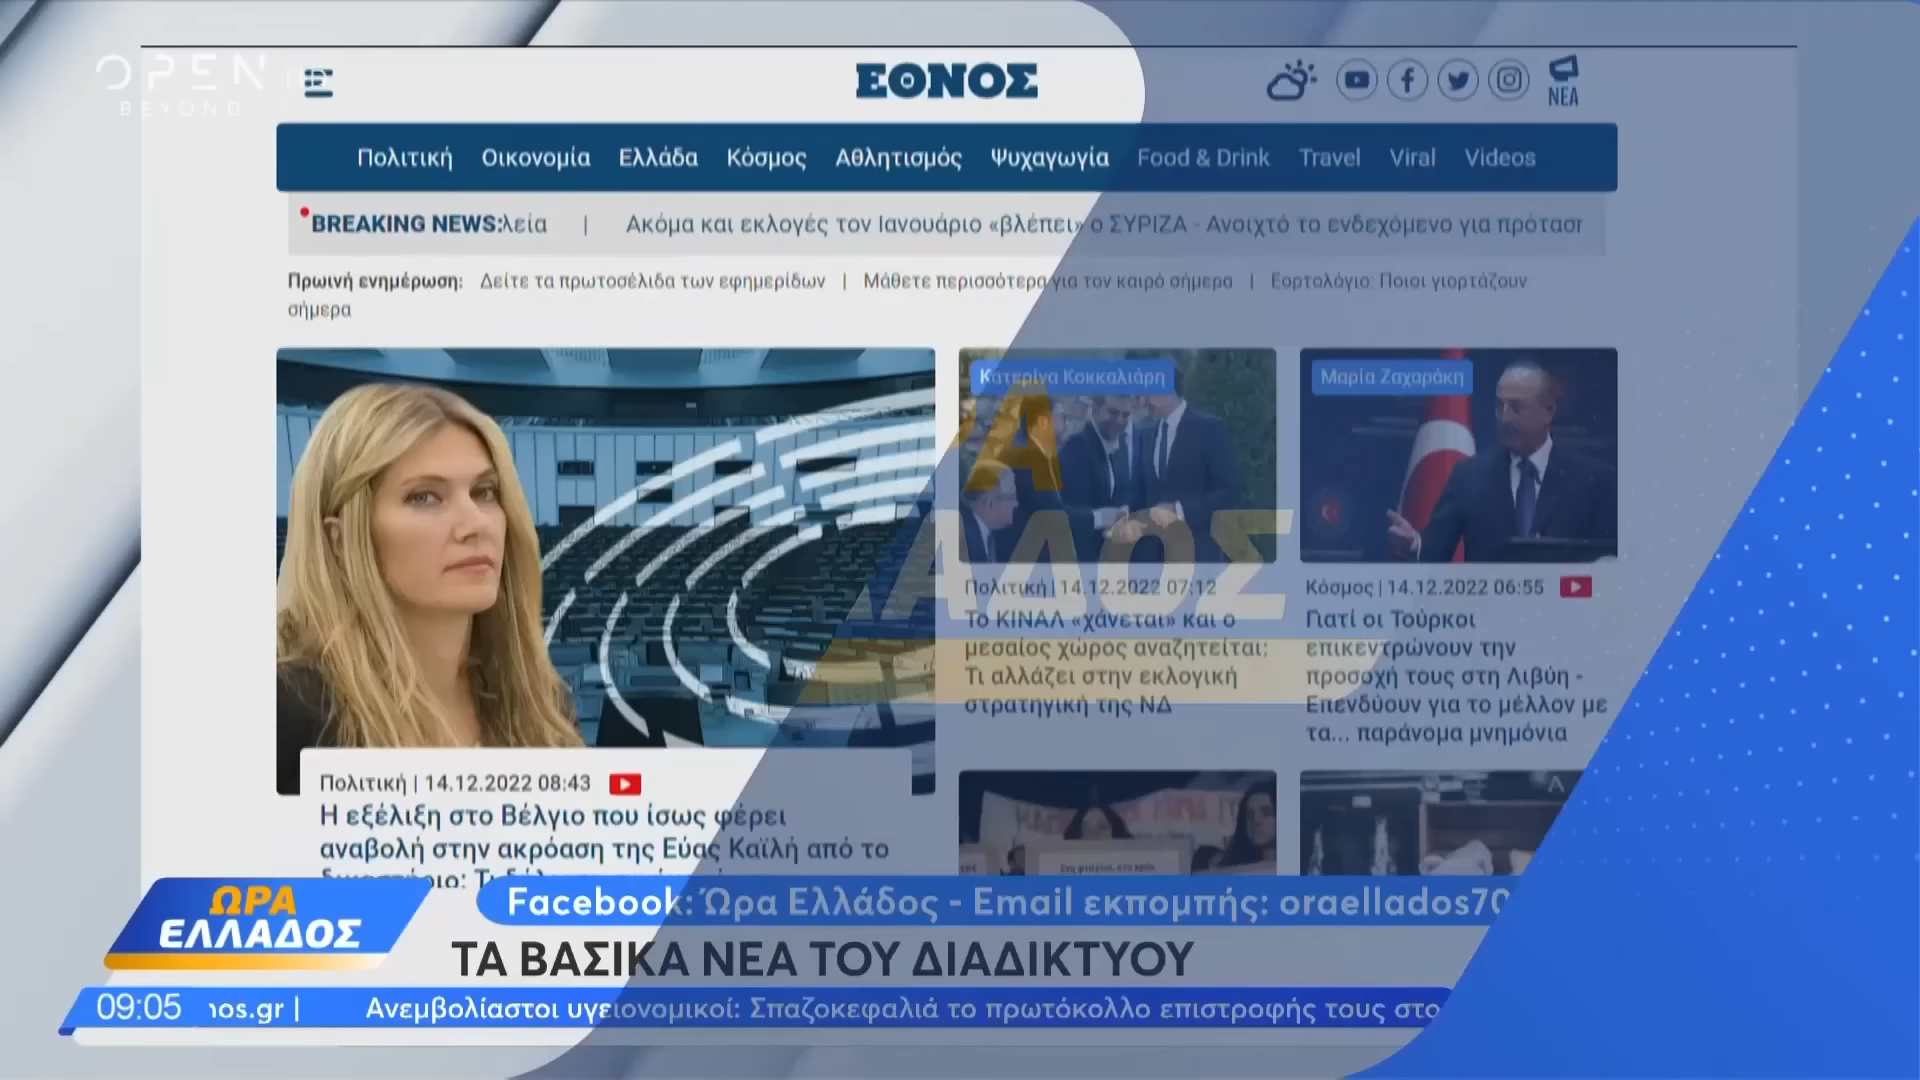 OPEN
BEYOND
ΕΘΝΟΣ
ΝΕΑ
Πολιτική Οικονομία Ελλάδα Κόσμος Αθλητισμός Ψυχαγωγία Food & Drink Travel Viral Videos
BREAKING NEWS: λεία | Ακόμα και εκλογές τον Ιανουάριο «βλέπει» ο ΣΥΡΙΖΑ - Ανοιχτό το ενδεχόμενο για πρότασ
Πρωινή ενημέρωση: Δείτε τα πρωτοσέλιδα των εφημερίδων | Μάθετε περισσότερα για τον καιρό σήμερα | Εορτολόγιο: Ποιοι γιορτάζουν
σήμερα
Κατερίνα Κοκκαλιάρη
Μαρία Ζαχαράκη
Α
ΑΔΟΣ
Πολιτική | 14.12.2022 07:12
Το ΚΙΝΑΛ «χάνεται» και ο
μεσαίος χώρος αναζητείται:
Τι αλλάζει στην εκλογική
στρατηγική της ΝΔ
Κόσμος | 14.12.2022 06:55
Γιατί οι Τούρκοι
επικεντρώνουν την
προσοχή τους στη Λιβύη -
Επενδύουν για το μέλλον με
τα... παράνομα μνημόνια
Πολιτική | 14.12.2022 08:43
Η εξέλιξη στο Βέλγιο που ίσως φέρει
αναβολή στην ακρόαση της Εύας Καϊλή από το
ΩΡΑ
ΕΛΛΑΔΟΣ
Facebook: Ώρα Ελλάδος - Email εκπομπής: oraellados70
ΤΑ ΒΑΣΙΚΑ ΝΕΑ ΤΟΥ ΔΙΑΔΙΚΤΥΟΥ
09:05 nos.gr | Ανεμβολίαστοι υγειονομικοί: Σπαζοκεφαλιά το πρωτόκολλο επιστροφής τους στο